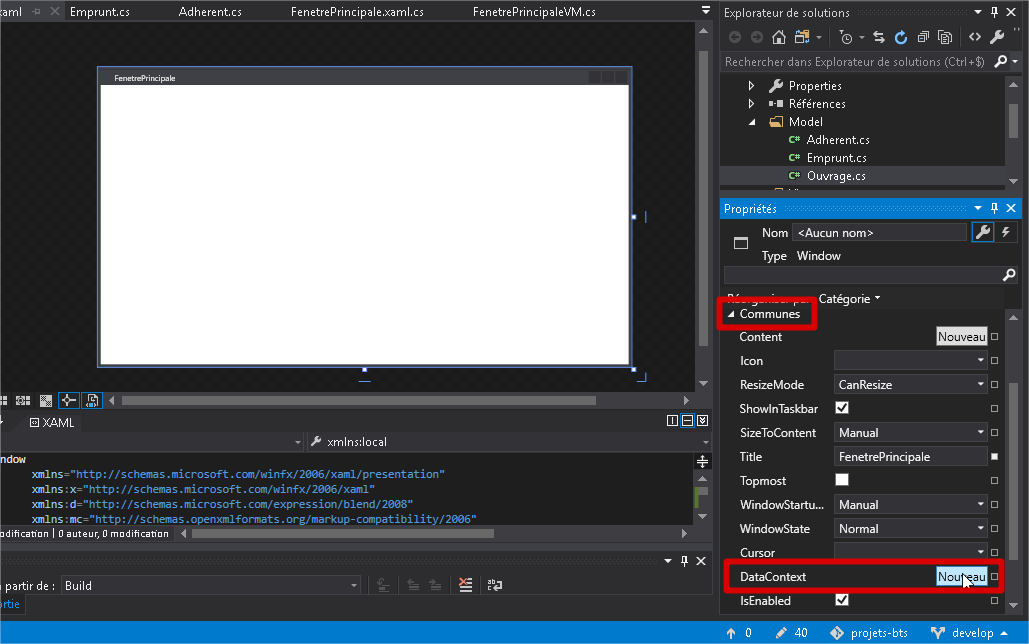 xaml Emprunt.cs Adherent.cs FenetrePrincipale.xaml.cs FenetrePrincipaleVM.cs
FenetrePrincipale
XAML
xmlns:local
ndow
xmlns="http://schemas.microsoft.com/winfx/2006/xaml/presentation"
xmlns:x="http://schemas.microsoft.com/winfx/2006/xaml"
xmlns:d="http://schemas.microsoft.com/expression/blend/2008"
xmlns:mc="http://schemas.openxmlformats.org/markup-compatibility/2006"
odification | 0 auteur, 0 modification
à partir de : Build
ortie
Explorateur de solutions
Rechercher dans Explorateur de solutions (Ctrl+$)
Properties
Références
Model
C# Adherent.cs
C# Emprunt.cs
C# Ouvrage.cs
Propriétés
Nom <Aucun nom>
Type Window
Réorganiser par Catégorie
Communes
Content Nouveau
Icon
ResizeMode CanResize
ShowInTaskbar
SizeToContent Manual
Title FenetrePrincipale
Topmost
WindowStartu... Manual
WindowState Normal
Cursor
DataContext Nouveau
IsEnabled
0 40 projets-bts develop